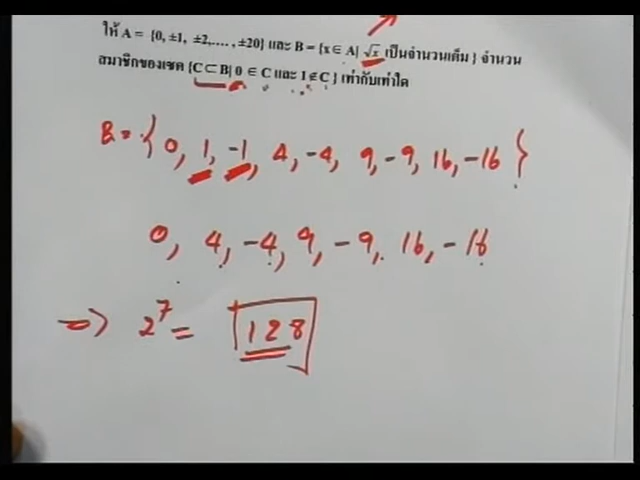 ให้ A = {0, ±1, ±2,...., ±20} และ B = {x ∈ A| √x เป็นจำนวนเต็ม } จำนวน
สมาชิกของเซต {C ⊂ B| 0 ∈ C และ 1 ∉ C } เท่ากับเท่าใด
B = { 0, 1, -1, 4, -4, 9, -9, 16, -16 }
0, 4, -4, 9, -9, 16, -16
⇒ 2⁷ = 128